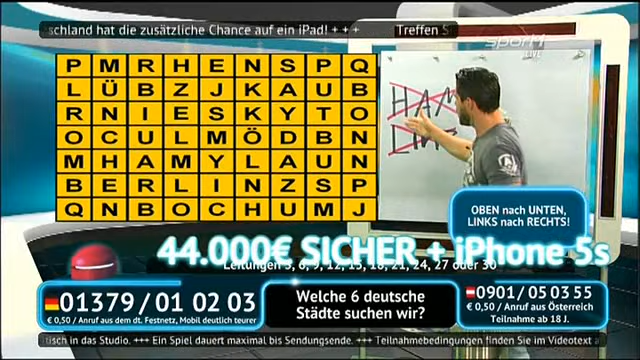 schland hat die zusätzliche Chance auf ein iPad! +++ Treffen S
sport1
LIVE
P M R H E N S P Q
L Ü B Z J K A U B
R N I E S K Y T O
O C U L M Ö D B N
M H A M Y L A U N
B E R L I N Z S P
Q N B O C H U M J
HAM
LIN
OBEN nach UNTEN,
LINKS nach RECHTS!
44.000€ SICHER + iPhone 5s
Leitungen 3, 6, 9, 12, 15, 18, 21, 24, 27 oder 30
01379/01 02 03
€ 0,50 / Anruf aus dem dt. Festnetz, Mobil deutlich teurer
Welche 6 deutsche
Städte suchen wir?
0901/05 03 55
€ 0,50 / Anruf aus Österreich
Teilnahme ab 18 J.
tisch in das Studio. +++ Ein Spiel dauert maximal bis Sendungsende. +++ Teilnahmebedingungen finden Sie im Videotext a